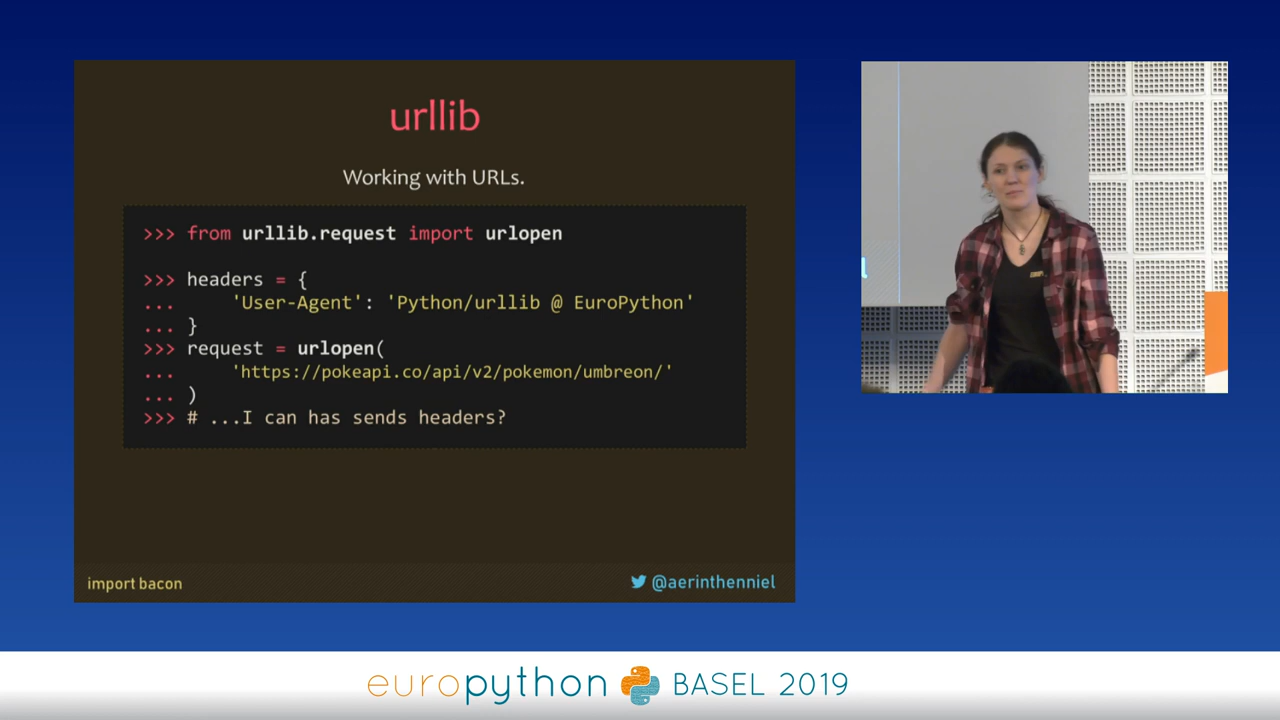 urllib
Working with URLs.
>>> from urllib.request import urlopen
>>> headers = {
...     'User-Agent': 'Python/urllib @ EuroPython'
... }
>>> request = urlopen(
...     'https://pokeapi.co/api/v2/pokemon/umbreon/'
... )
>>> # ...I can has sends headers?
import bacon
@aerinthenniel
europython BASEL 2019